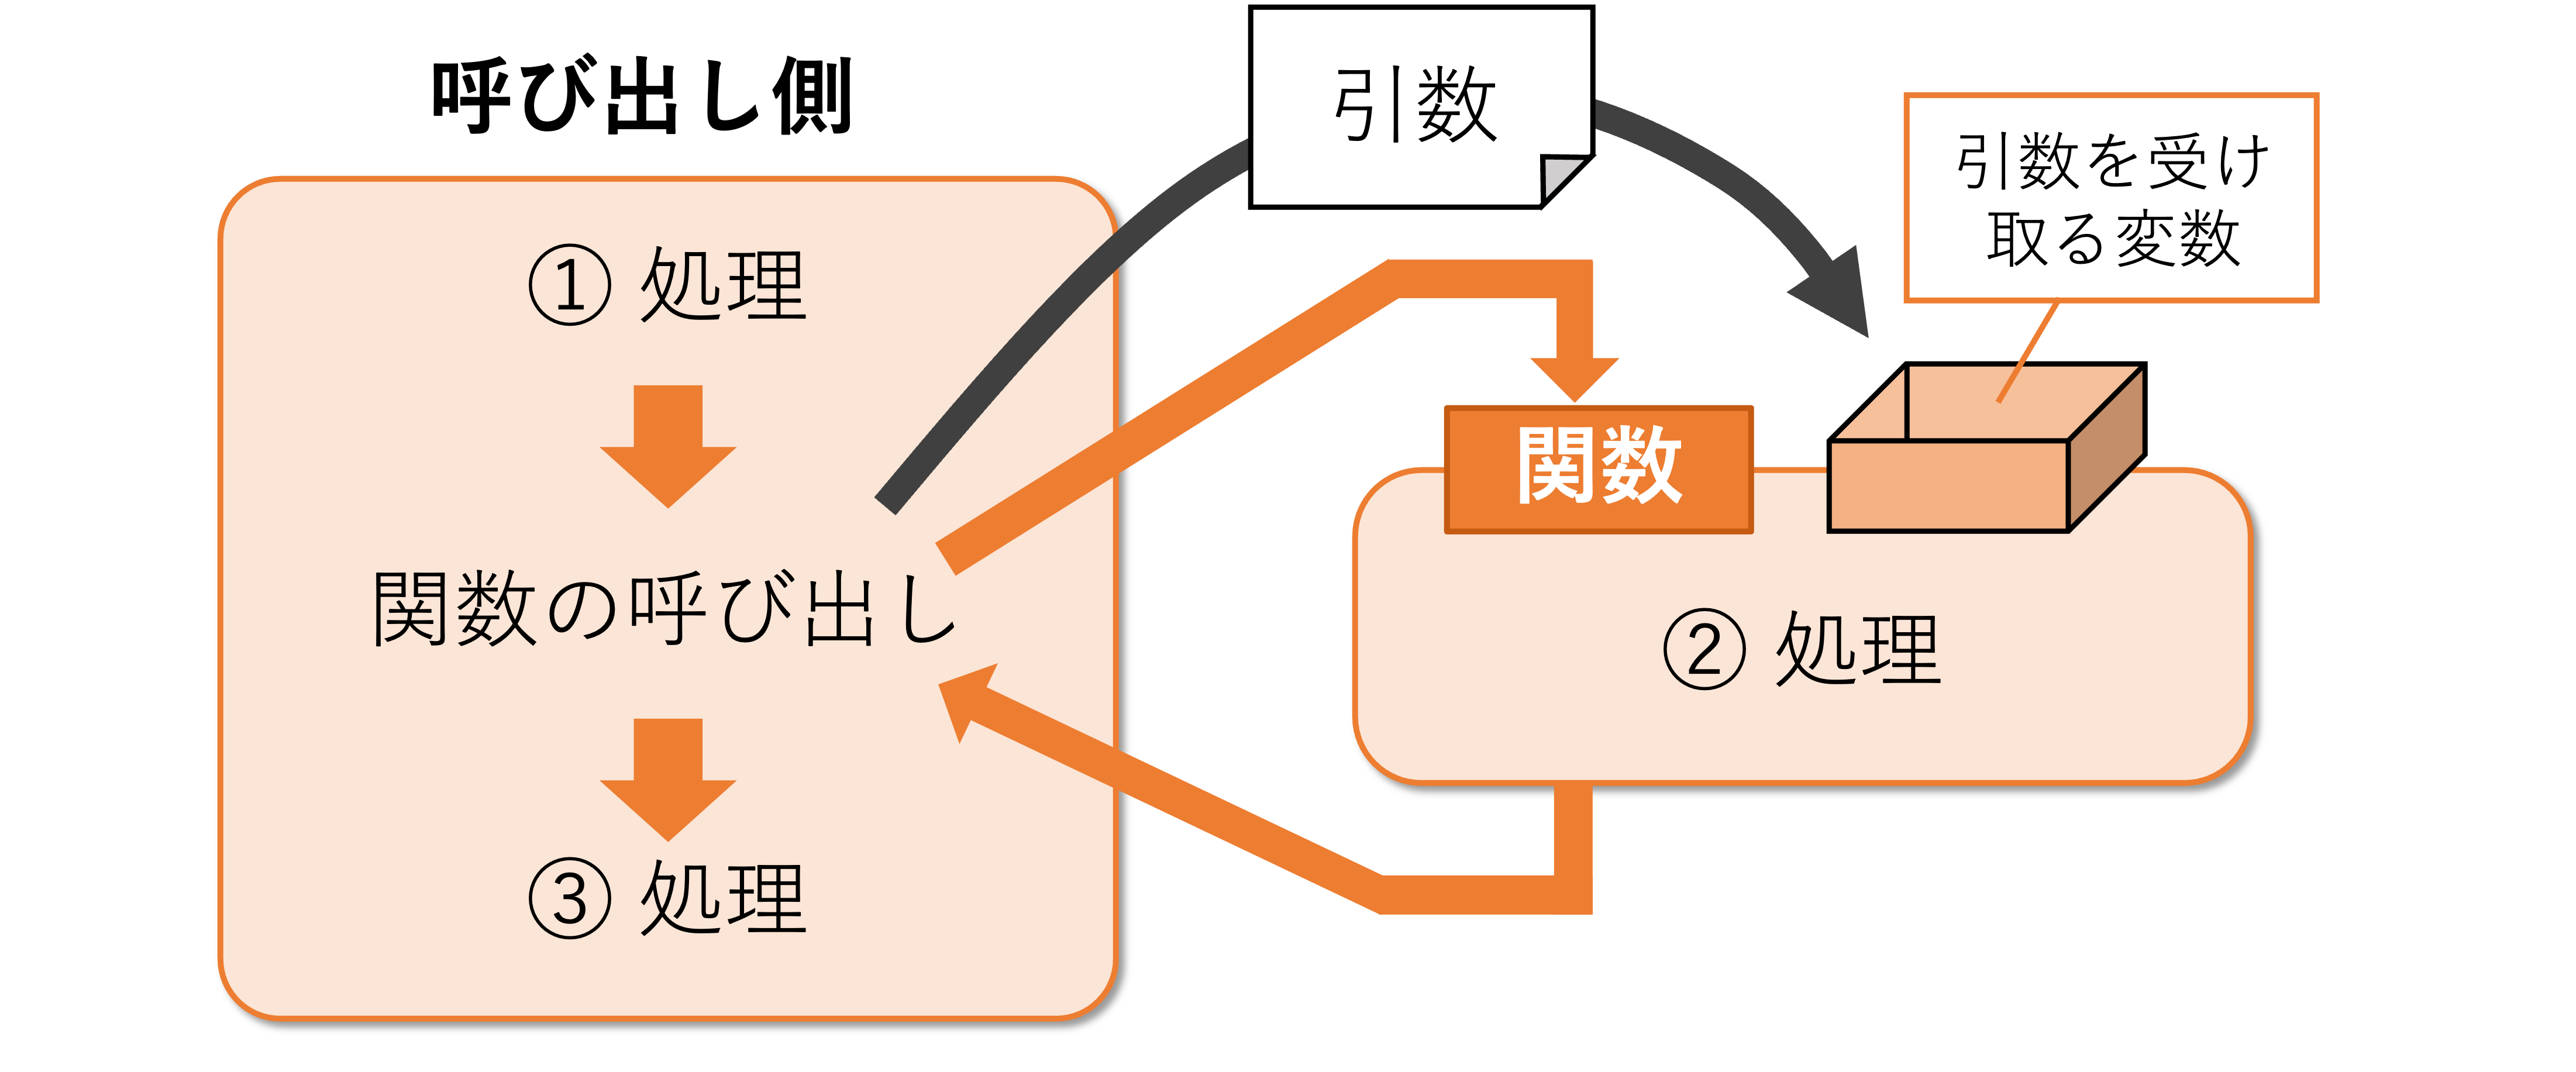 呼び出し側
① 処理
関数の呼び出し
③ 処理
引数
引数を受け
取る変数
関数
② 処理